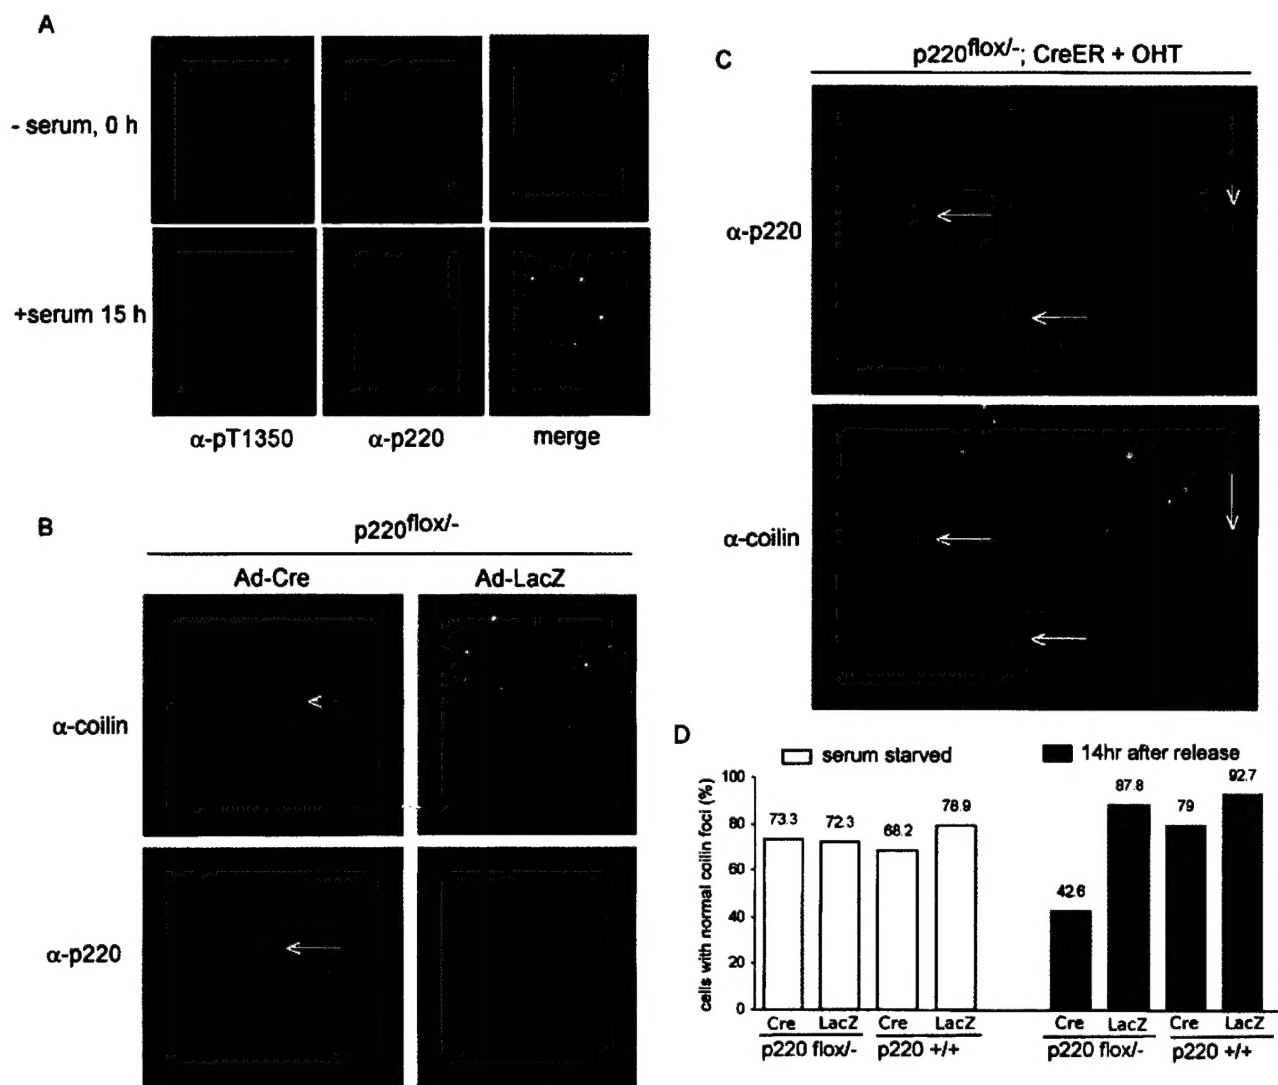 A
- serum, 0 h
+serum 15 h
α-pT1350
α-p220
merge
B
p220flox/-
Ad-Cre
Ad-LacZ
α-coilin
α-p220
C
p220flox/-; CreER + OHT
α-p220
α-coilin
D
serum starved
14hr after release
cells with normal coilin foci (%)
100
80
60
40
20
0
73.3
72.3
68.2
78.9
42.6
87.8
79
92.7
Cre LacZ Cre LacZ Cre LacZ Cre LacZ
p220 flox/- p220 +/+ p220 flox/- p220 +/+